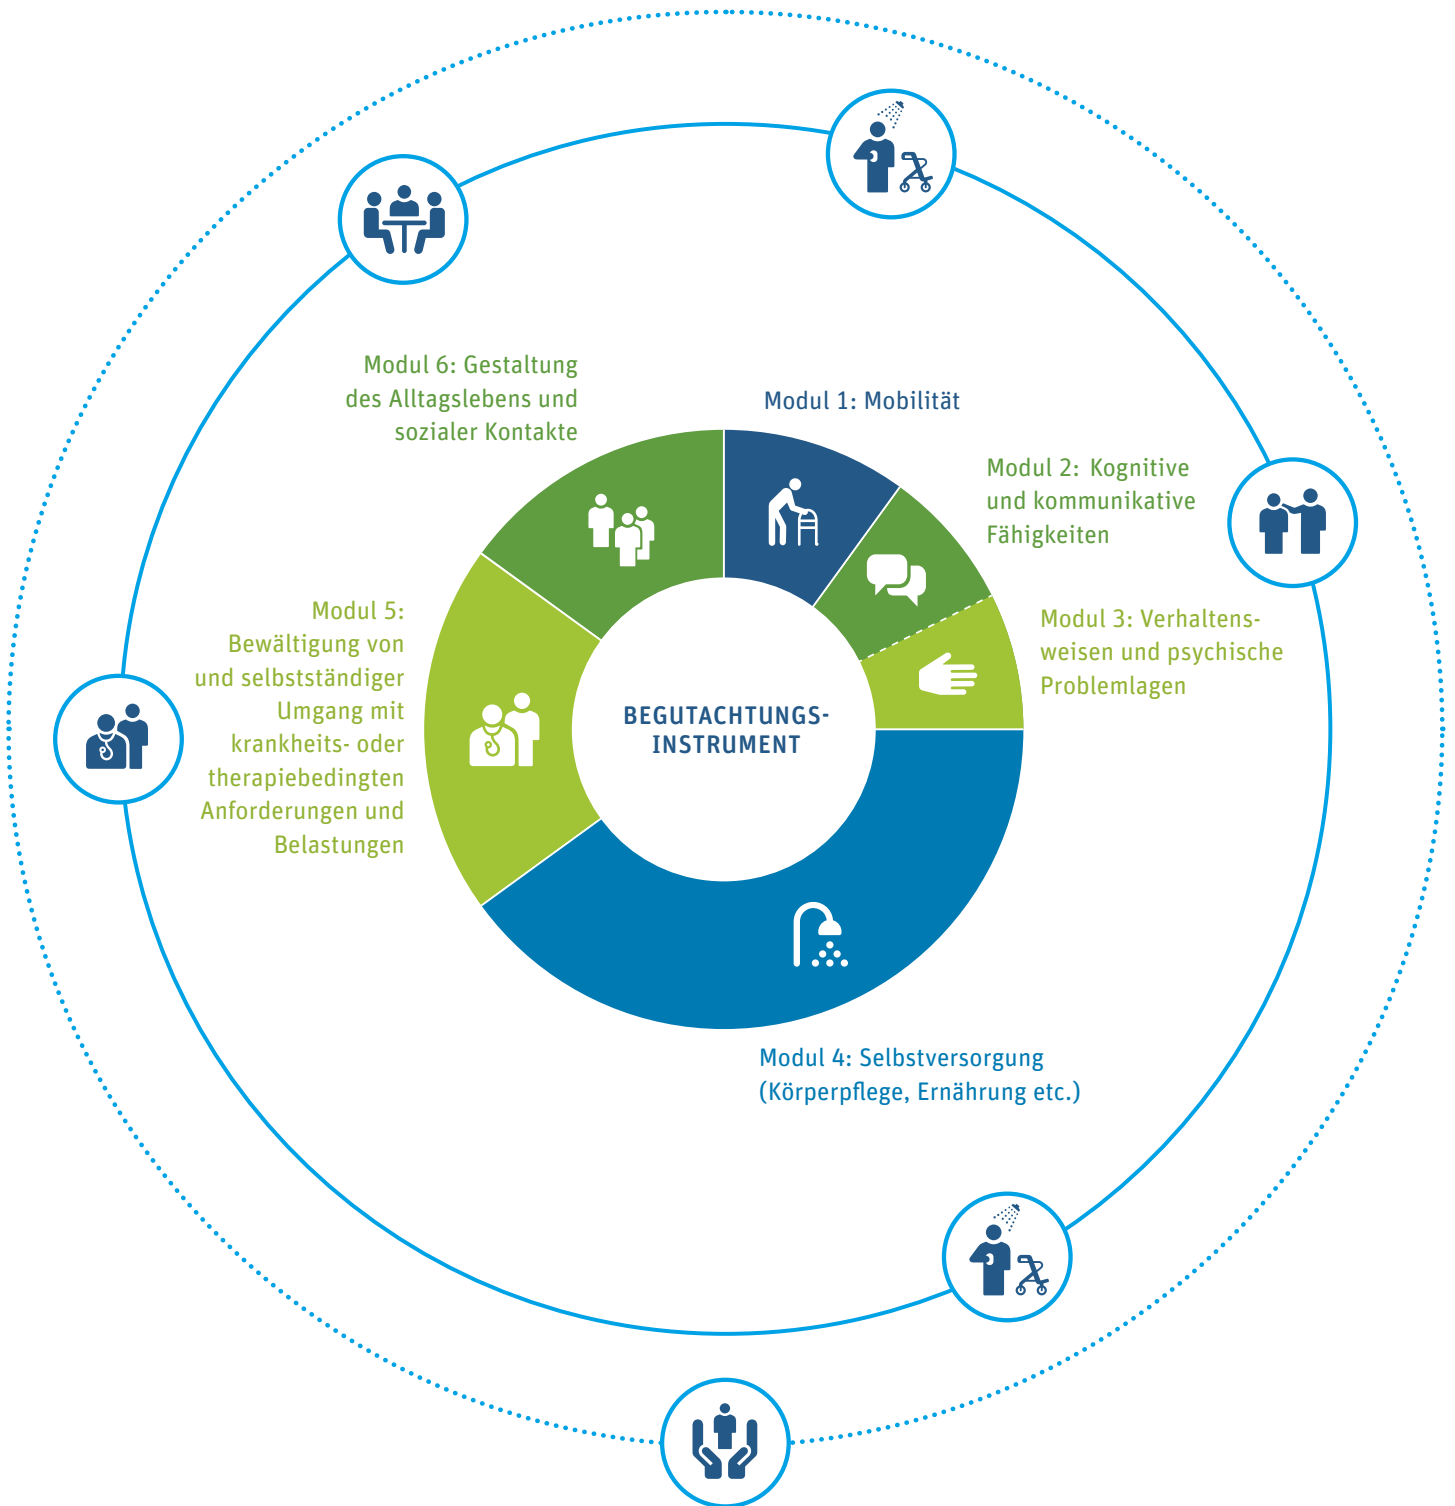 Modul 6: Gestaltung
des Alltagslebens und
sozialer Kontakte
Modul 1: Mobilität
Modul 2: Kognitive
und kommunikative
Fähigkeiten
Modul 3: Verhaltens-
weisen und psychische
Problemlagen
Modul 5:
Bewältigung von
und selbstständiger
Umgang mit
krankheits- oder
therapiebedingten
Anforderungen und
Belastungen
BEGUTACHTUNGS-
INSTRUMENT
Modul 4: Selbstversorgung
(Körperpflege, Ernährung etc.)